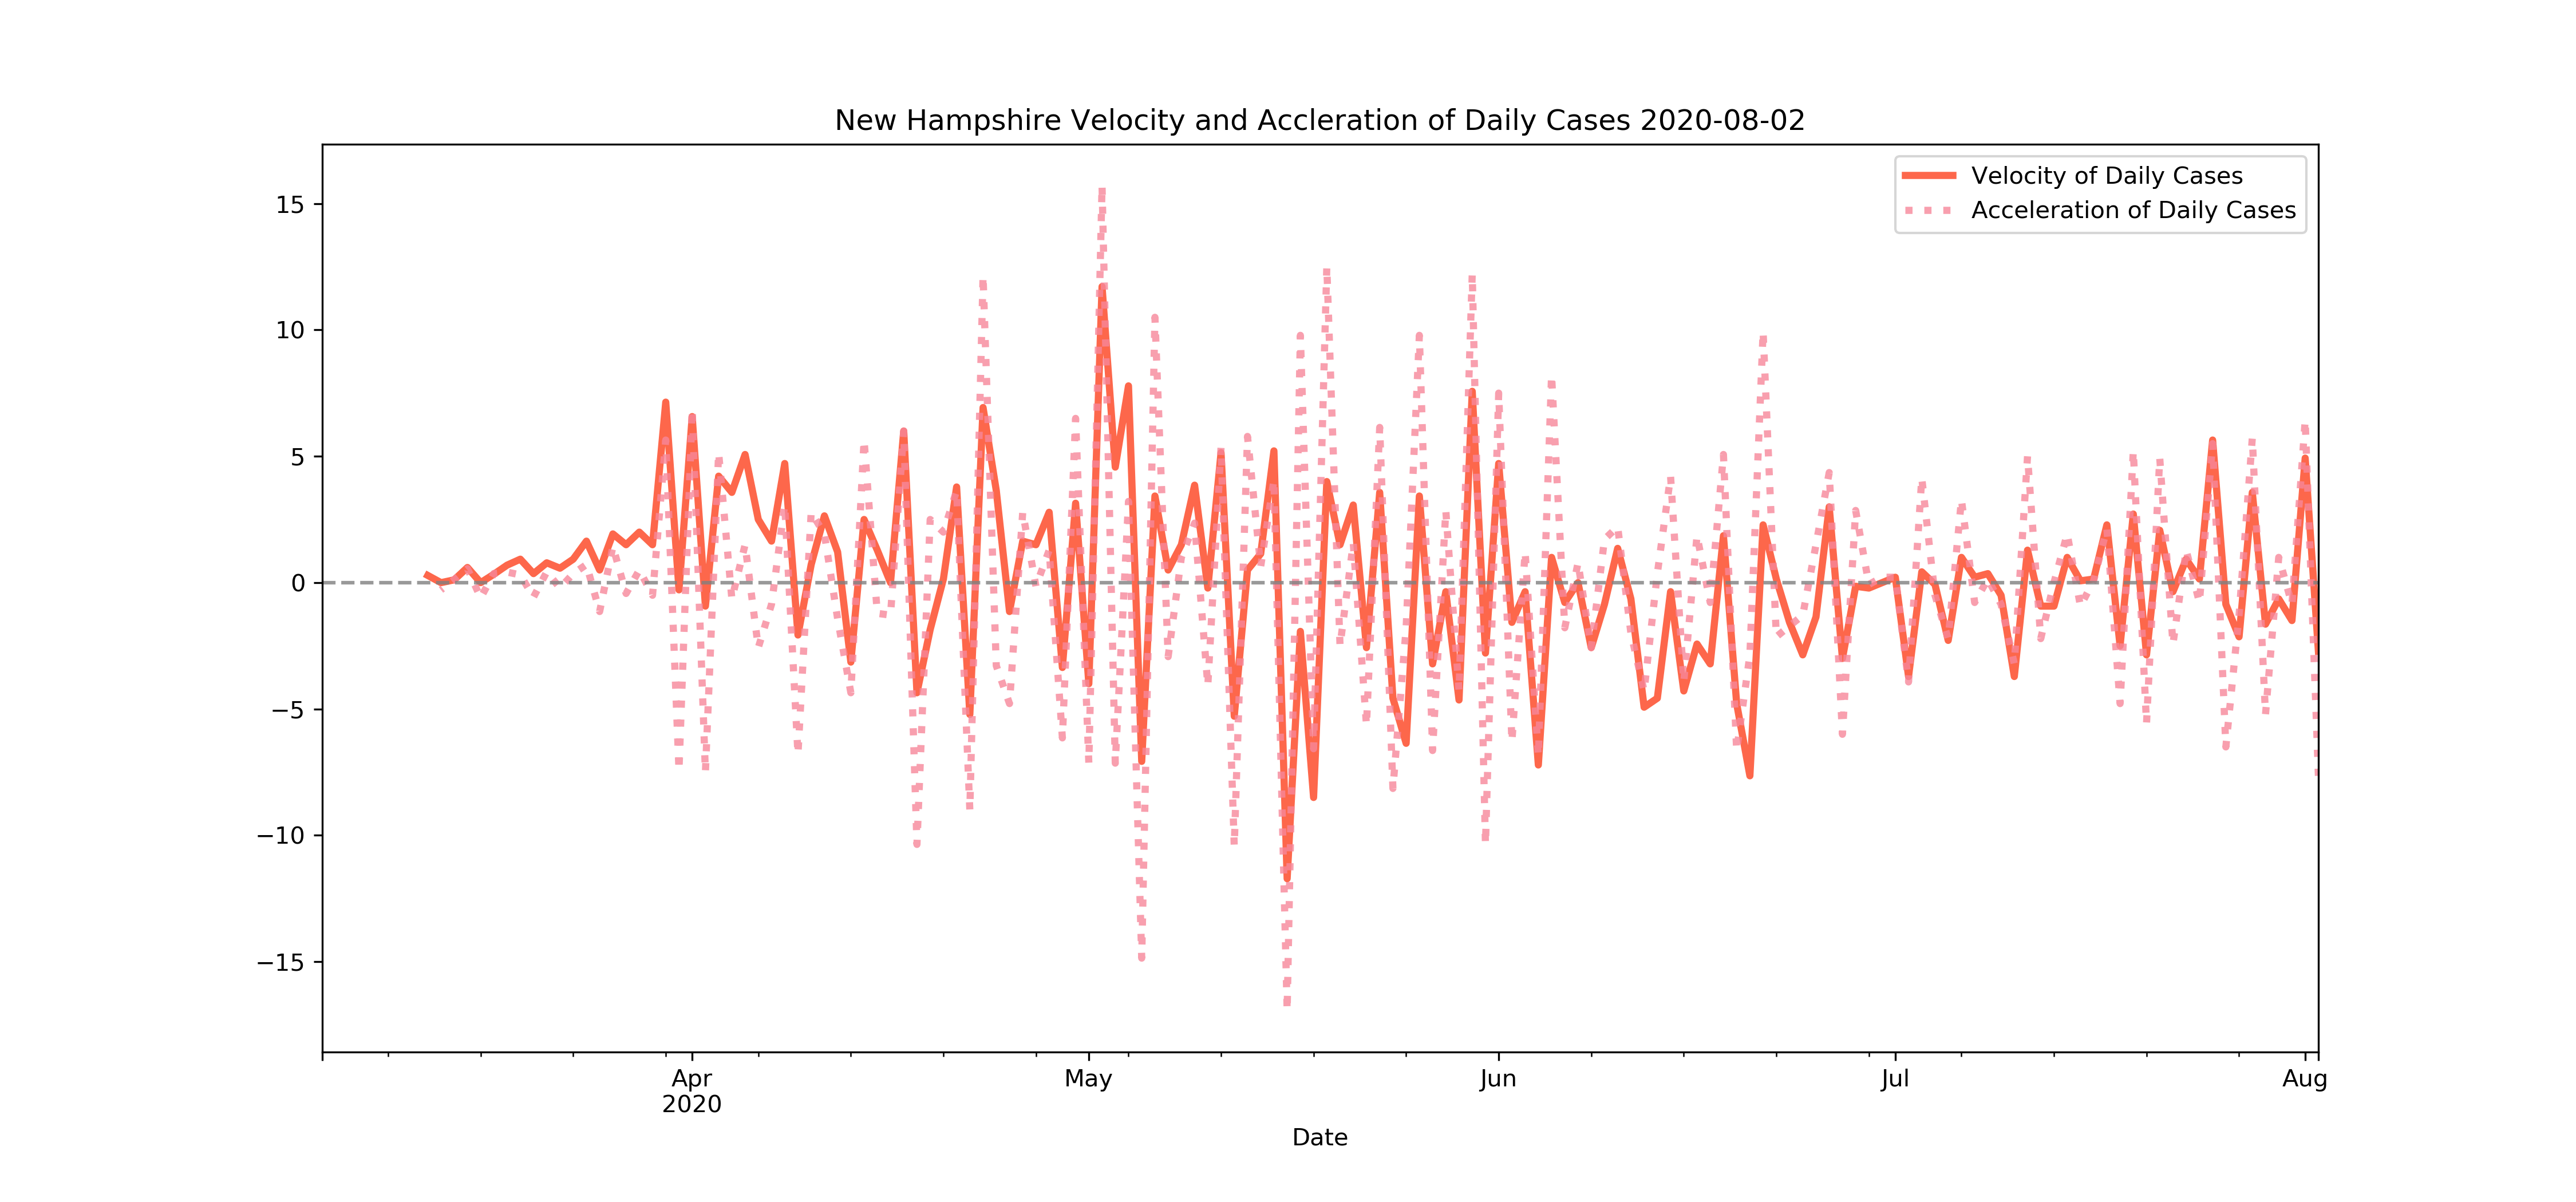 New Hampshire Velocity and Accleration of Daily Cases 2020-08-02
Velocity of Daily Cases
Acceleration of Daily Cases
15
10
5
0
−5
−10
−15
Apr
2020
May
Jun
Jul
Aug
Date